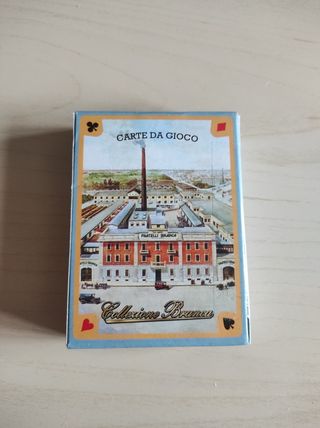 CARTE DA GIOCO
FRATELLI BRANCA
Collezione Branca